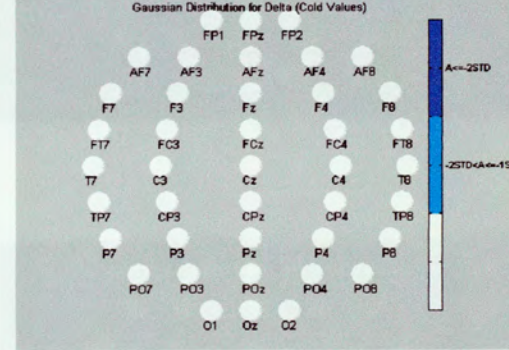 Gaussian Distribution for Delta (Cold Values)
FP1 FPz FP2
AF7 AF3 AFz AF4 AF8
A<=-2STD
F7 F3 Fz F4 F8
FT7 FC3 FCz FC4 FT8
T7 C3 Cz C4 T8
-2STD<A<=-1S
TP7 CP3 CPz CP4 TP8
P7 P3 Pz P4 P8
PO7 PO3 POz PO4 PO8
O1 Oz O2